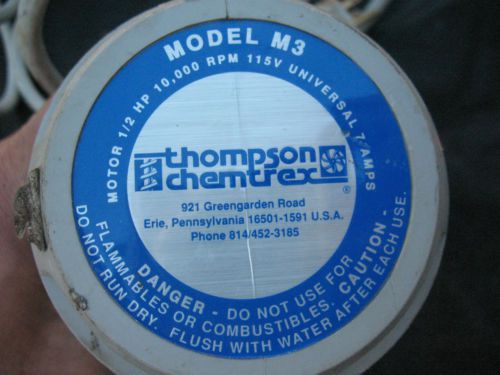 MODEL M3
MOTOR 1/2 HP 10,000 RPM 115V UNIVERSAL 7 AMPS
thompson
chemtrex
®
921 Greengarden Road
Erie, Pennsylvania 16501-1591 U.S.A.
Phone 814/452-3185
DANGER - DO NOT USE FOR
FLAMMABLES OR COMBUSTIBLES. CAUTION -
DO NOT RUN DRY. FLUSH WITH WATER AFTER EACH USE.